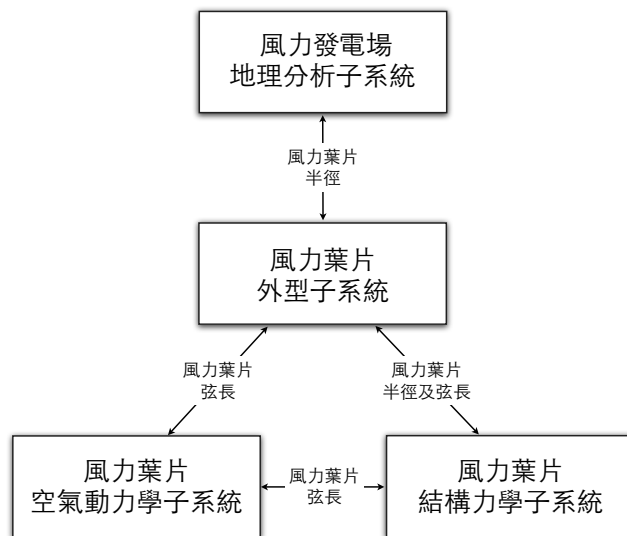 風力發電場
地理分析子系統
風力葉片
半徑
風力葉片
外型子系統
風力葉片
弦長
風力葉片
半徑及弦長
風力葉片
空氣動力學子系統
風力葉片
弦長
風力葉片
結構力學子系統